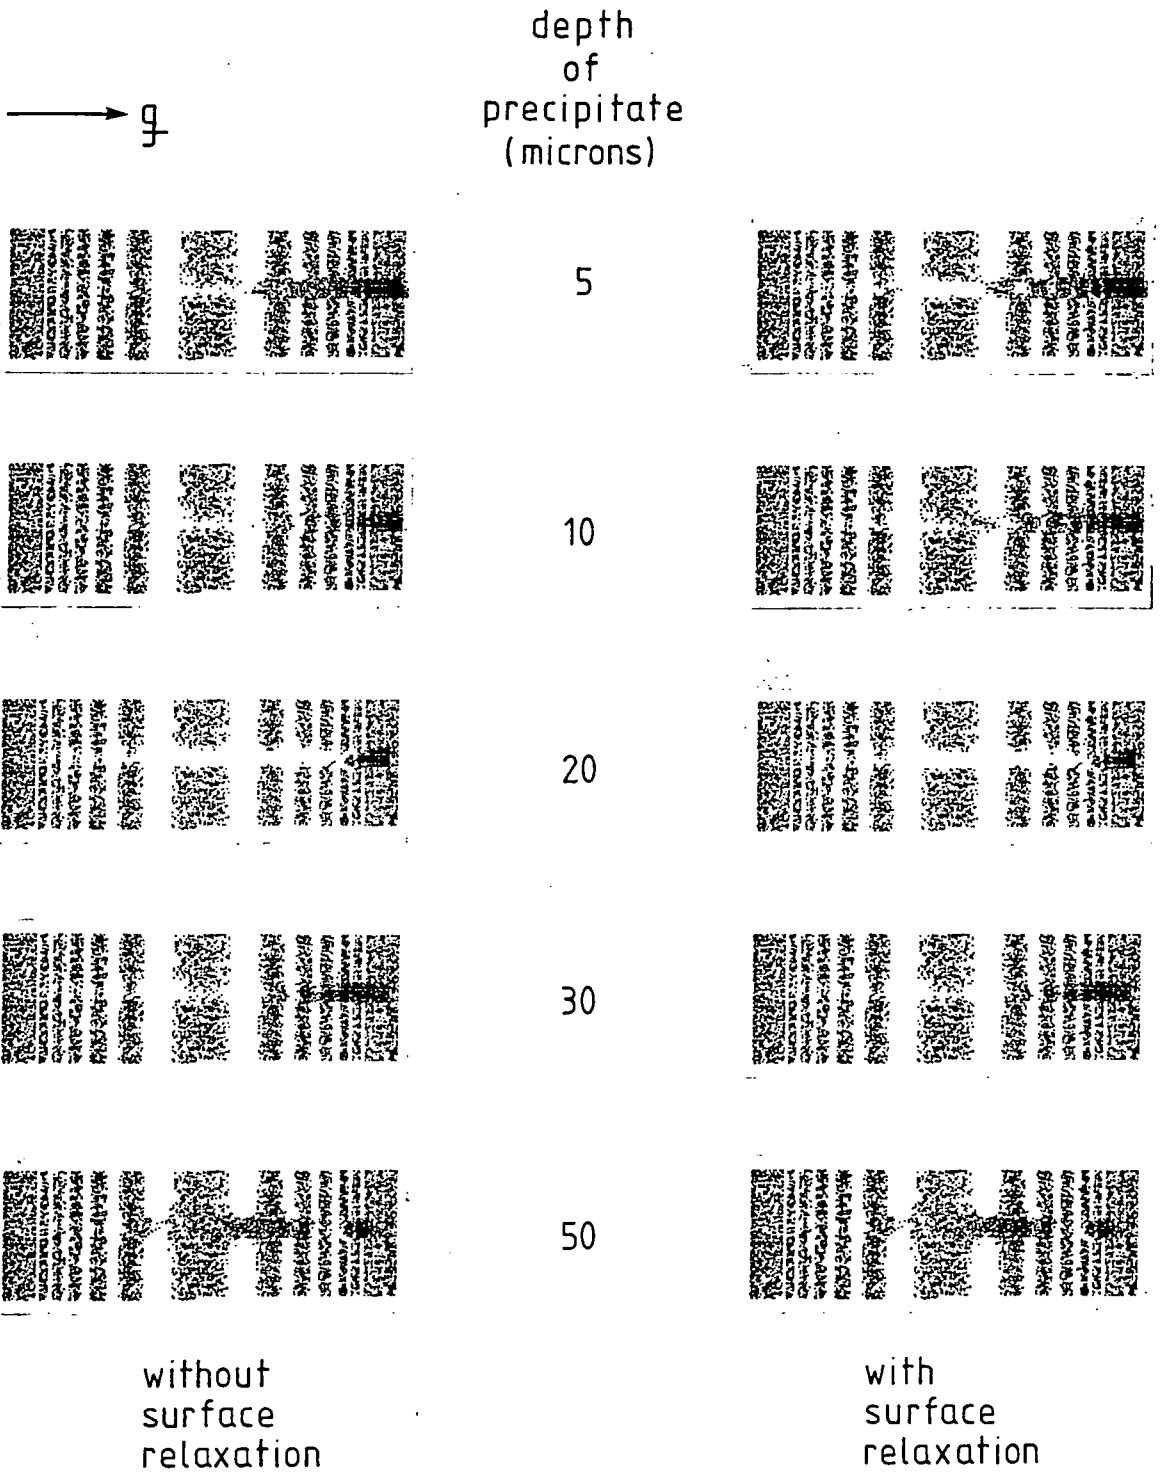 depth
of
precipitate
(microns)
g
5
10
20
30
50
without
surface
relaxation
with
surface
relaxation